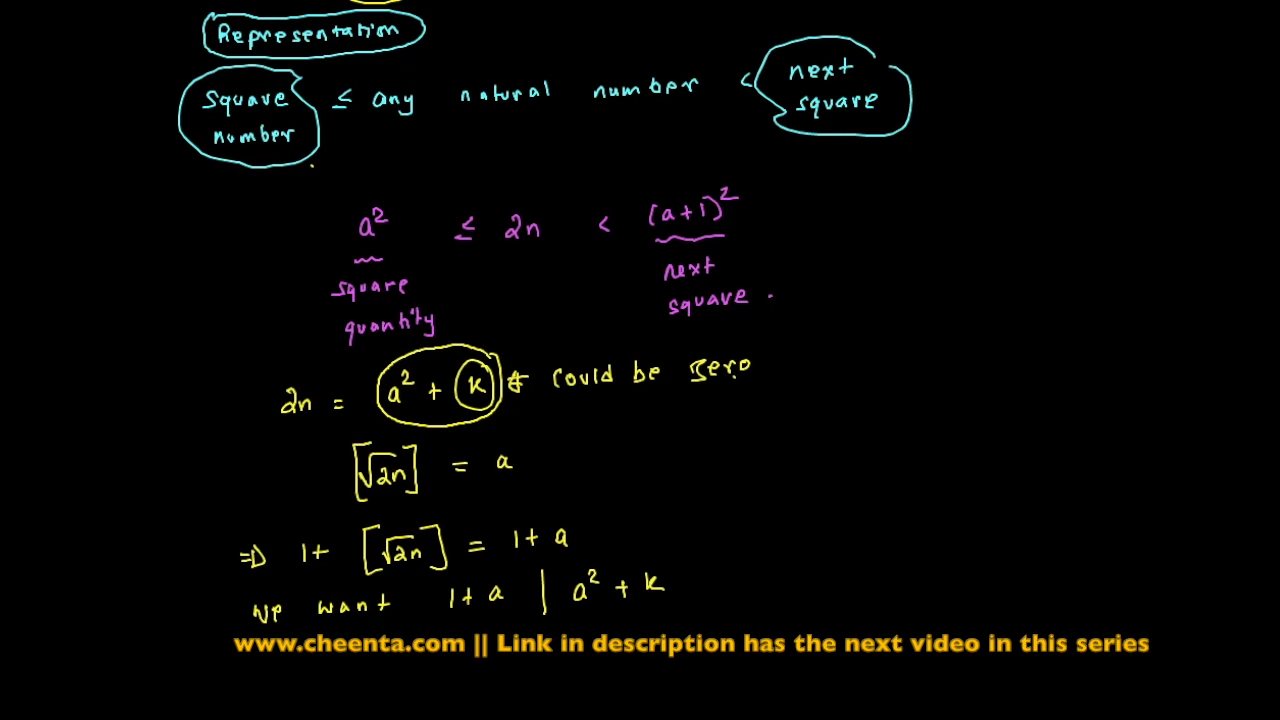 Representation
square number ≤ any natural number < next square
a² ≤ 2n < (a+1)²
square quantity
next square.
2n = a² + k ← could be zero
[√2n] = a
⇒ 1+ [√2n] = 1+ a
We want 1+ a | a² + k
www.cheenta.com || Link in description has the next video in this series